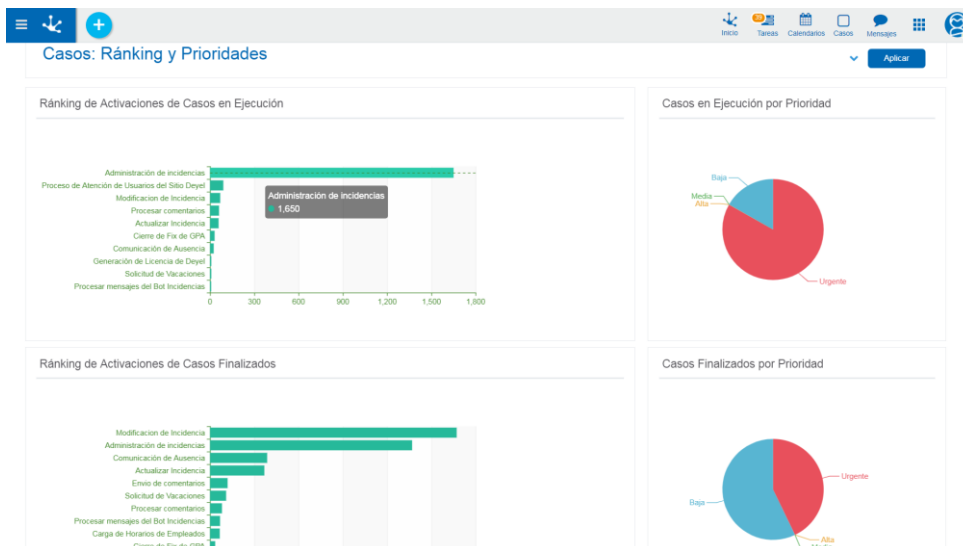 Inicio
Tareas
Calendarios
Casos
Mensajes
Casos: Ránking y Prioridades
Aplicar
Ránking de Activaciones de Casos en Ejecución
Administración de incidencias
Proceso de Atención de Usuarios del Sitio Deyel
Modificacion de Incidencia
Procesar comentarios
Actualizar Incidencia
Cierre de Fix de GPA
Comunicación de Ausencia
Generación de Licencia de Deyel
Solicitud de Vacaciones
Procesar mensajes del Bot Incidencias
0 300 600 900 1,200 1,500 1,800
Administración de incidencias
1,650
Casos en Ejecución por Prioridad
Baja
Media
Alta
Urgente
Ránking de Activaciones de Casos Finalizados
Modificacion de Incidencia
Administración de incidencias
Comunicación de Ausencia
Actualizar Incidencia
Envio de comentarios
Solicitud de Vacaciones
Procesar comentarios
Procesar mensajes del Bot Incidencias
Carga de Horarios de Empleados
Cierre de Fix de GPA
Casos Finalizados por Prioridad
Urgente
Baja
Alta
Media